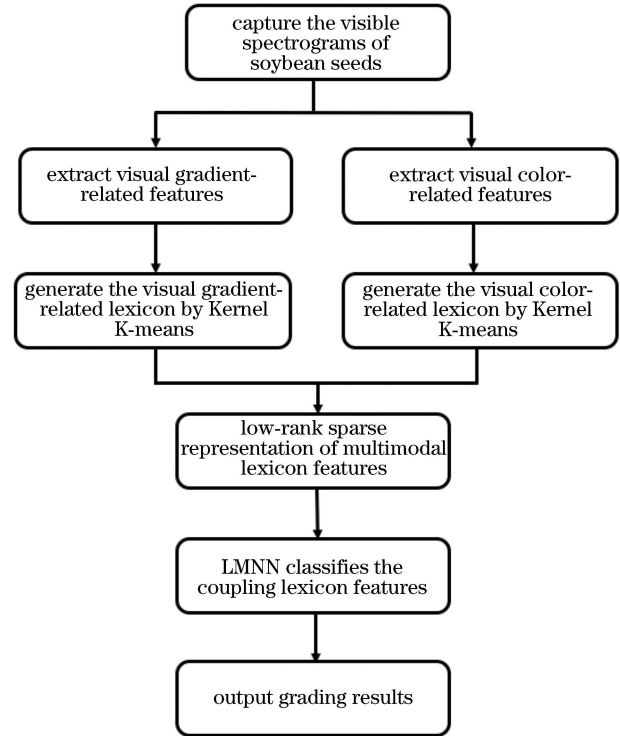 capture the visible
spectrograms of
soybean seeds
extract visual gradient-
related features
extract visual color-
related features
generate the visual gradient-
related lexicon by Kernel
K-means
generate the visual color-
related lexicon by Kernel
K-means
low-rank sparse
representation of multimodal
lexicon features
LMNN classifies the
coupling lexicon features
output grading results